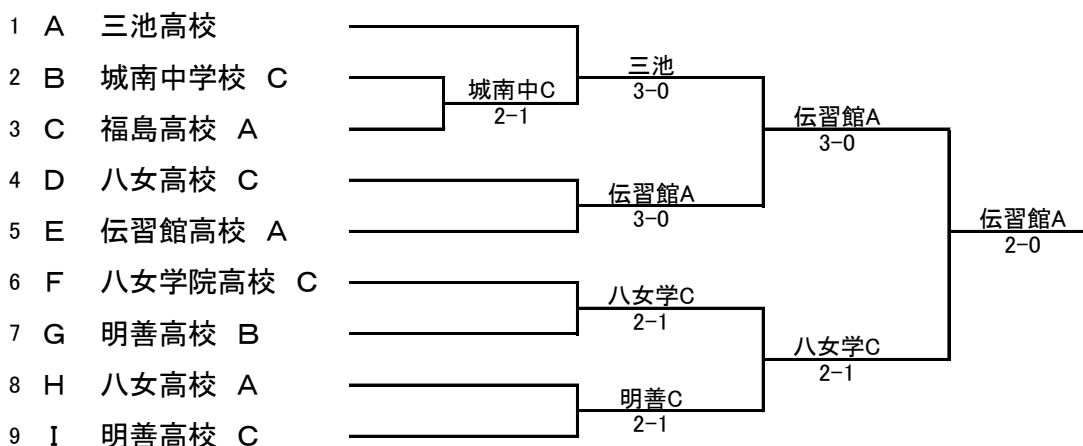 1 A 三池高校
三池
2 B 城南中学校 C
城南中C
3-0
2-1
伝習館A
3 C 福島高校 A
3-0
4 D 八女高校 C
伝習館A
3-0
伝習館A
5 E 伝習館高校 A
2-0
6 F 八女学院高校 C
八女学C
2-1
7 G 明善高校 B
八女学C
2-1
8 H 八女高校 A
明善C
2-1
9 I 明善高校 C